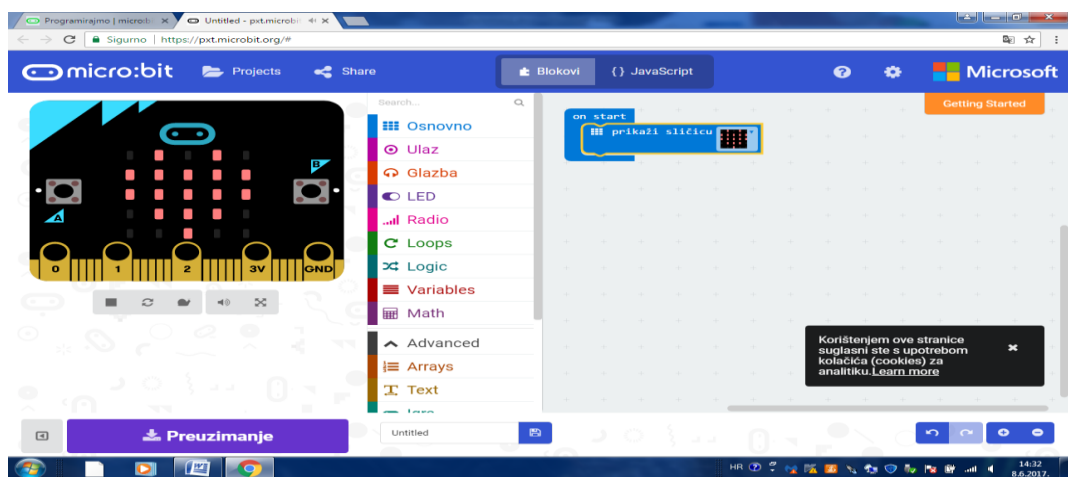 Programirajmo | micro:b
Untitled - pxt.microbit
Sigurno | https://pxt.microbit.org/#
micro:bit Projects Share Blokovi {} JavaScript Microsoft
Getting Started
Search...
Osnovno
Ulaz
Glazba
LED
Radio
Loops
Logic
Variables
Math
Advanced
Arrays
Text
Igra
on start
prikaži sličicu
A
B
0 1 2 3V GND
Korištenjem ove stranice
suglasni ste s upotrebom
kolačića (cookies) za
analitiku.Learn more
Preuzimanje
Untitled
HR
14:32
8.6.2017.